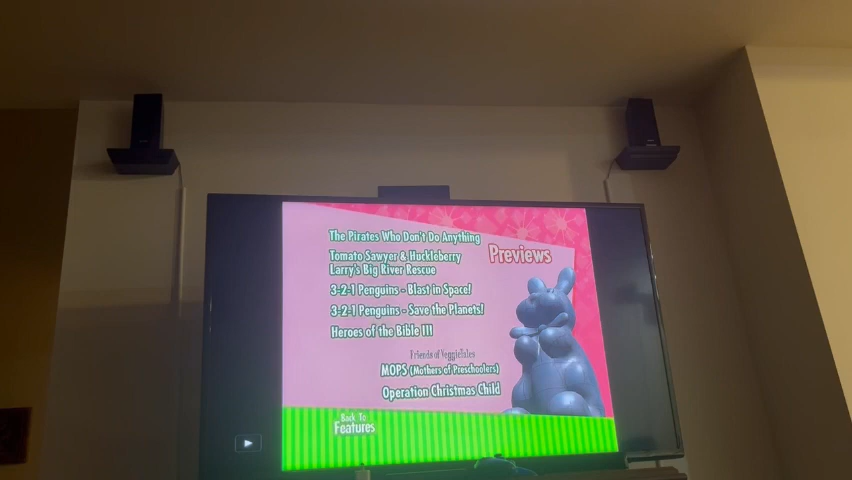 The Pirates Who Don't Do Anything
Previews
Tomato Sawyer & Huckleberry
Larry's Big River Rescue
3-2-1 Penguins - Blast in Space!
3-2-1 Penguins - Save the Planets!
Heroes of the Bible III
Friends of VeggieTales
MOPS (Mothers of Preschoolers)
Operation Christmas Child
Back To
Features